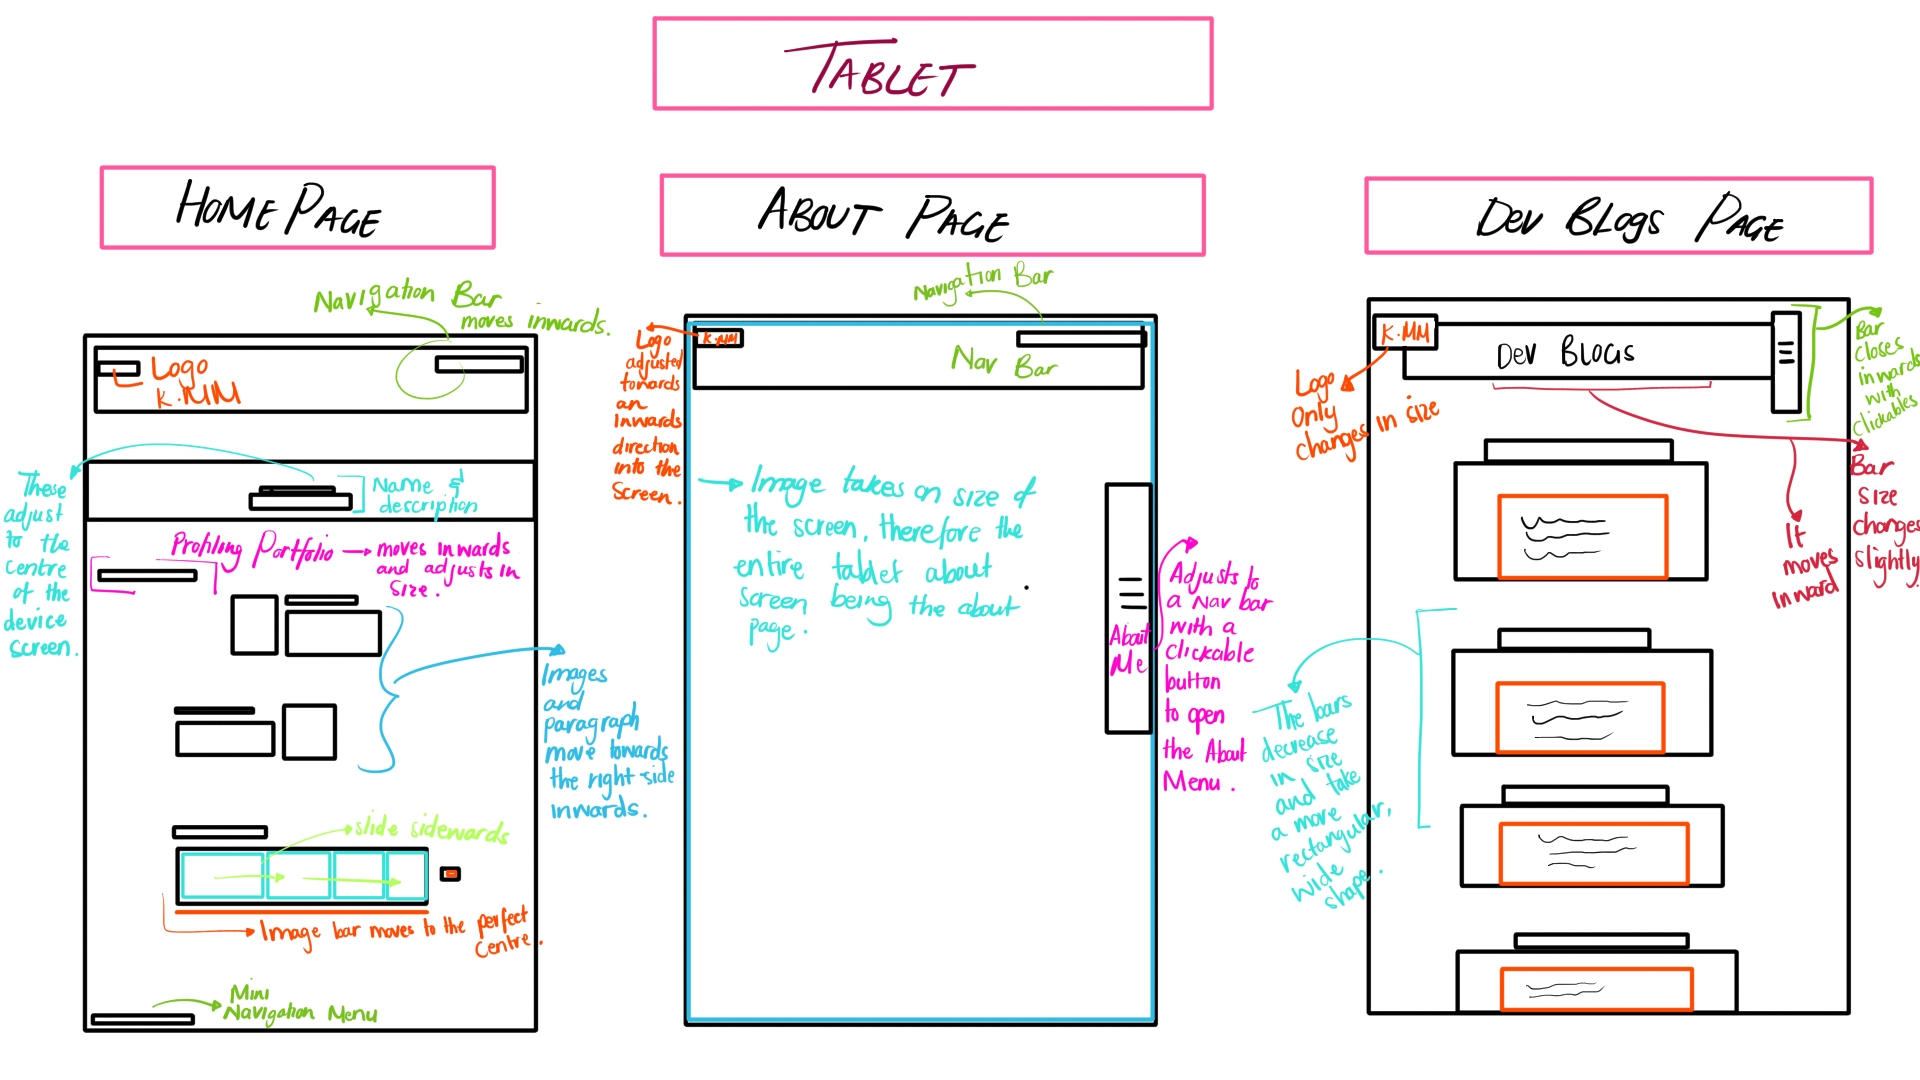 TABLET
HOME PAGE
Navigation Bar
moves inwards.
Logo
K.MM
These
adjust
to the
centre
of the
device
screen.
Name &
description
Profiling Portfolio → moves inwards
and adjusts in
size.
Images
and
paragraph
move towards
the right-side
inwards.
slide sidewards
Image bar moves to the perfect
centre.
Mini
Navigation Menu
ABOUT PAGE
Navigation Bar
K.MM
Nav Bar
Logo
adjusted
towards
an
inwards
direction
into the
screen.
Image takes on size of
the screen, therefore the
entire tablet about
screen being the about
page.
About
Me
Adjusts to
a Nav bar
with a
clickable
button
to open
the About
Menu.
DEV BLOGS PAGE
K.MM
DEV BLOGS
Bar
closes
inwards
with
clickables
Logo
only
changes in size
Bar
size
changes
slightly.
It
moves
inward
The bars
decrease
in size
and take
a more
rectangular,
wide
shape.